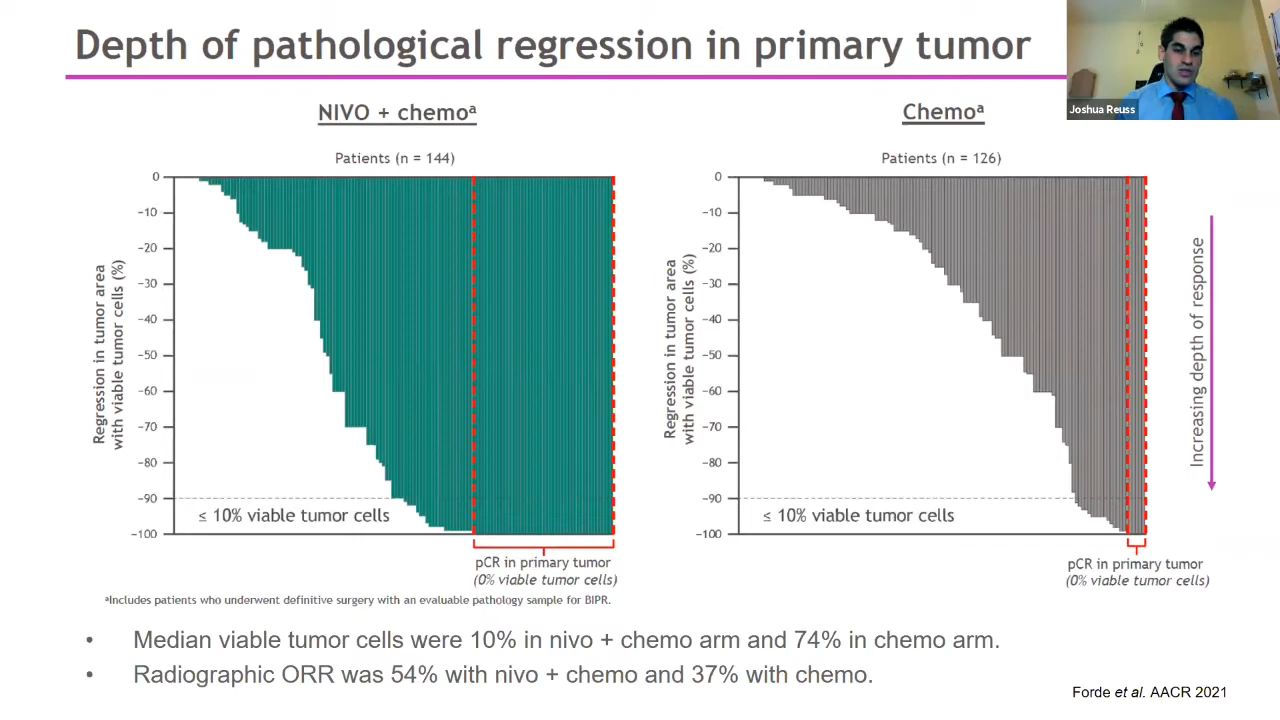 Depth of pathological regression in primary tumor
Joshua Reuss
NIVO + chemoᵃ
Patients (n = 144)
0
−10
−20
−30
−40
−50
−60
−70
−80
−90
−100
Regression in tumor area
with viable tumor cells (%)
≤ 10% viable tumor cells
pCR in primary tumor
(0% viable tumor cells)
Chemoᵃ
Patients (n = 126)
0
−10
−20
−30
−40
−50
−60
−70
−80
−90
−100
Regression in tumor area
with viable tumor cells (%)
≤ 10% viable tumor cells
pCR in primary tumor
(0% viable tumor cells)
Increasing depth of response
ᵃIncludes patients who underwent definitive surgery with an evaluable pathology sample for BIPR.
• Median viable tumor cells were 10% in nivo + chemo arm and 74% in chemo arm.
• Radiographic ORR was 54% with nivo + chemo and 37% with chemo.
Forde et al. AACR 2021